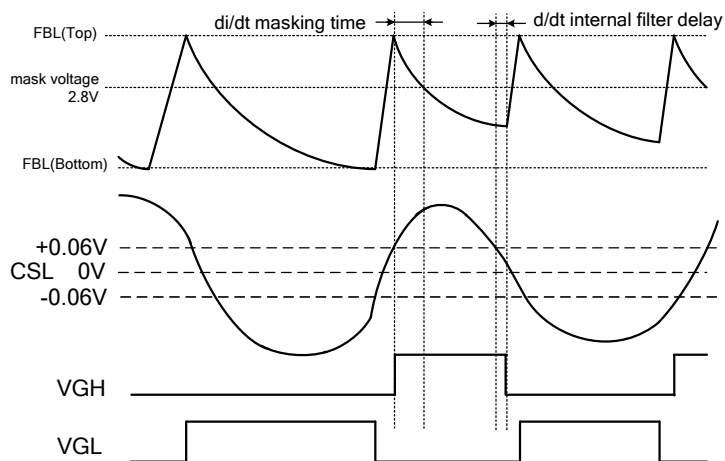 di/dt masking time
d/dt internal filter delay
FBL(Top)
mask voltage
2.8V
FBL(Bottom)
+0.06V
CSL 0V
-0.06V
VGH
VGL